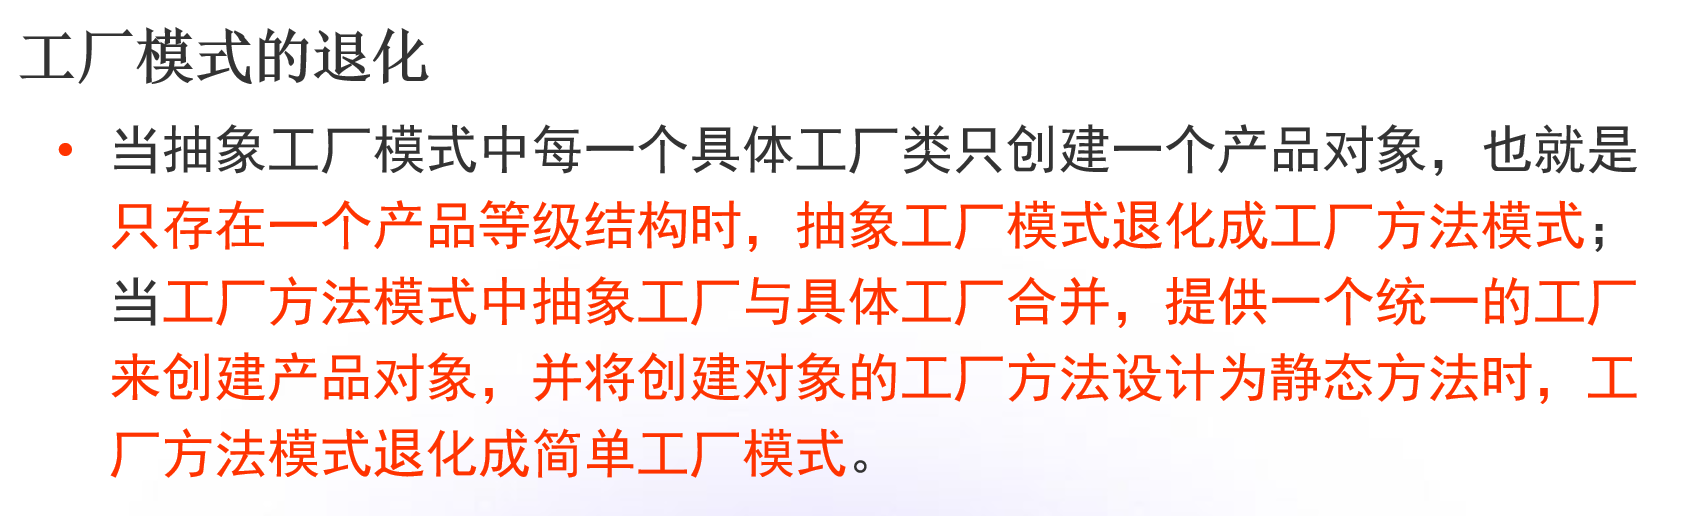 工厂模式的退化
• 当抽象工厂模式中每一个具体工厂类只创建一个产品对象，也就是
只存在一个产品等级结构时，抽象工厂模式退化成工厂方法模式；
当工厂方法模式中抽象工厂与具体工厂合并，提供一个统一的工厂
来创建产品对象，并将创建对象的工厂方法设计为静态方法时，工
厂方法模式退化成简单工厂模式。